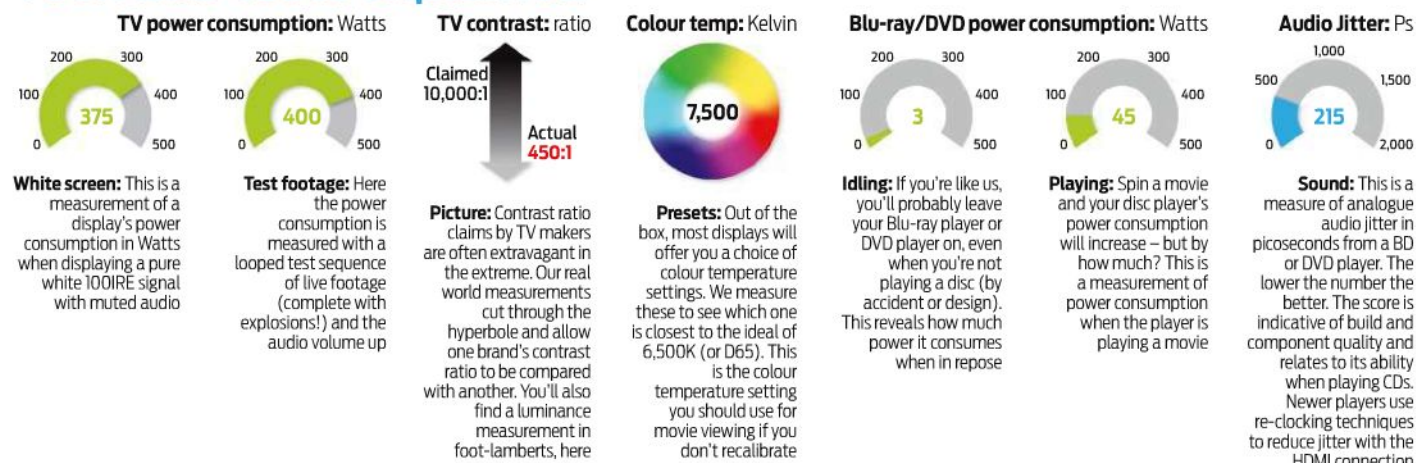 TV power consumption: Watts
200
300
100
400
375
0
500
200
300
100
400
400
0
500
White screen: This is a
measurement of a
display's power
consumption in Watts
when displaying a pure
white 100IRE signal
with muted audio
Test footage: Here
the power
consumption is
measured with a
looped test sequence
of live footage
(complete with
explosions!) and the
audio volume up
TV contrast: ratio
Claimed
10,000:1
Actual
450:1
Picture: Contrast ratio
claims by TV makers
are often extravagant in
the extreme. Our real
world measurements
cut through the
hyperbole and allow
one brand's contrast
ratio to be compared
with another. You'll also
find a luminance
measurement in
foot-lamberts, here
Colour temp: Kelvin
7,500
Presets: Out of the
box, most displays will
offer you a choice of
colour temperature
settings. We measure
these to see which one
is closest to the ideal of
6,500K (or D65). This
is the colour
temperature setting
you should use for
movie viewing if you
don't recalibrate
Blu-ray/DVD power consumption: Watts
200
300
100
400
3
0
500
200
300
100
400
45
0
500
Idling: If you're like us,
you'll probably leave
your Blu-ray player or
DVD player on, even
when you're not
playing a disc (by
accident or design).
This reveals how much
power it consumes
when in repose
Playing: Spin a movie
and your disc player's
power consumption
will increase – but by
how much? This is
a measurement of
power consumption
when the player is
playing a movie
Audio Jitter: Ps
1,000
500
1,500
215
0
2,000
Sound: This is a
measure of analogue
audio jitter in
picoseconds from a BD
or DVD player. The
lower the number the
better. The score is
indicative of build and
component quality and
relates to its ability
when playing CDs.
Newer players use
re-clocking techniques
to reduce jitter with the
HDMI connection